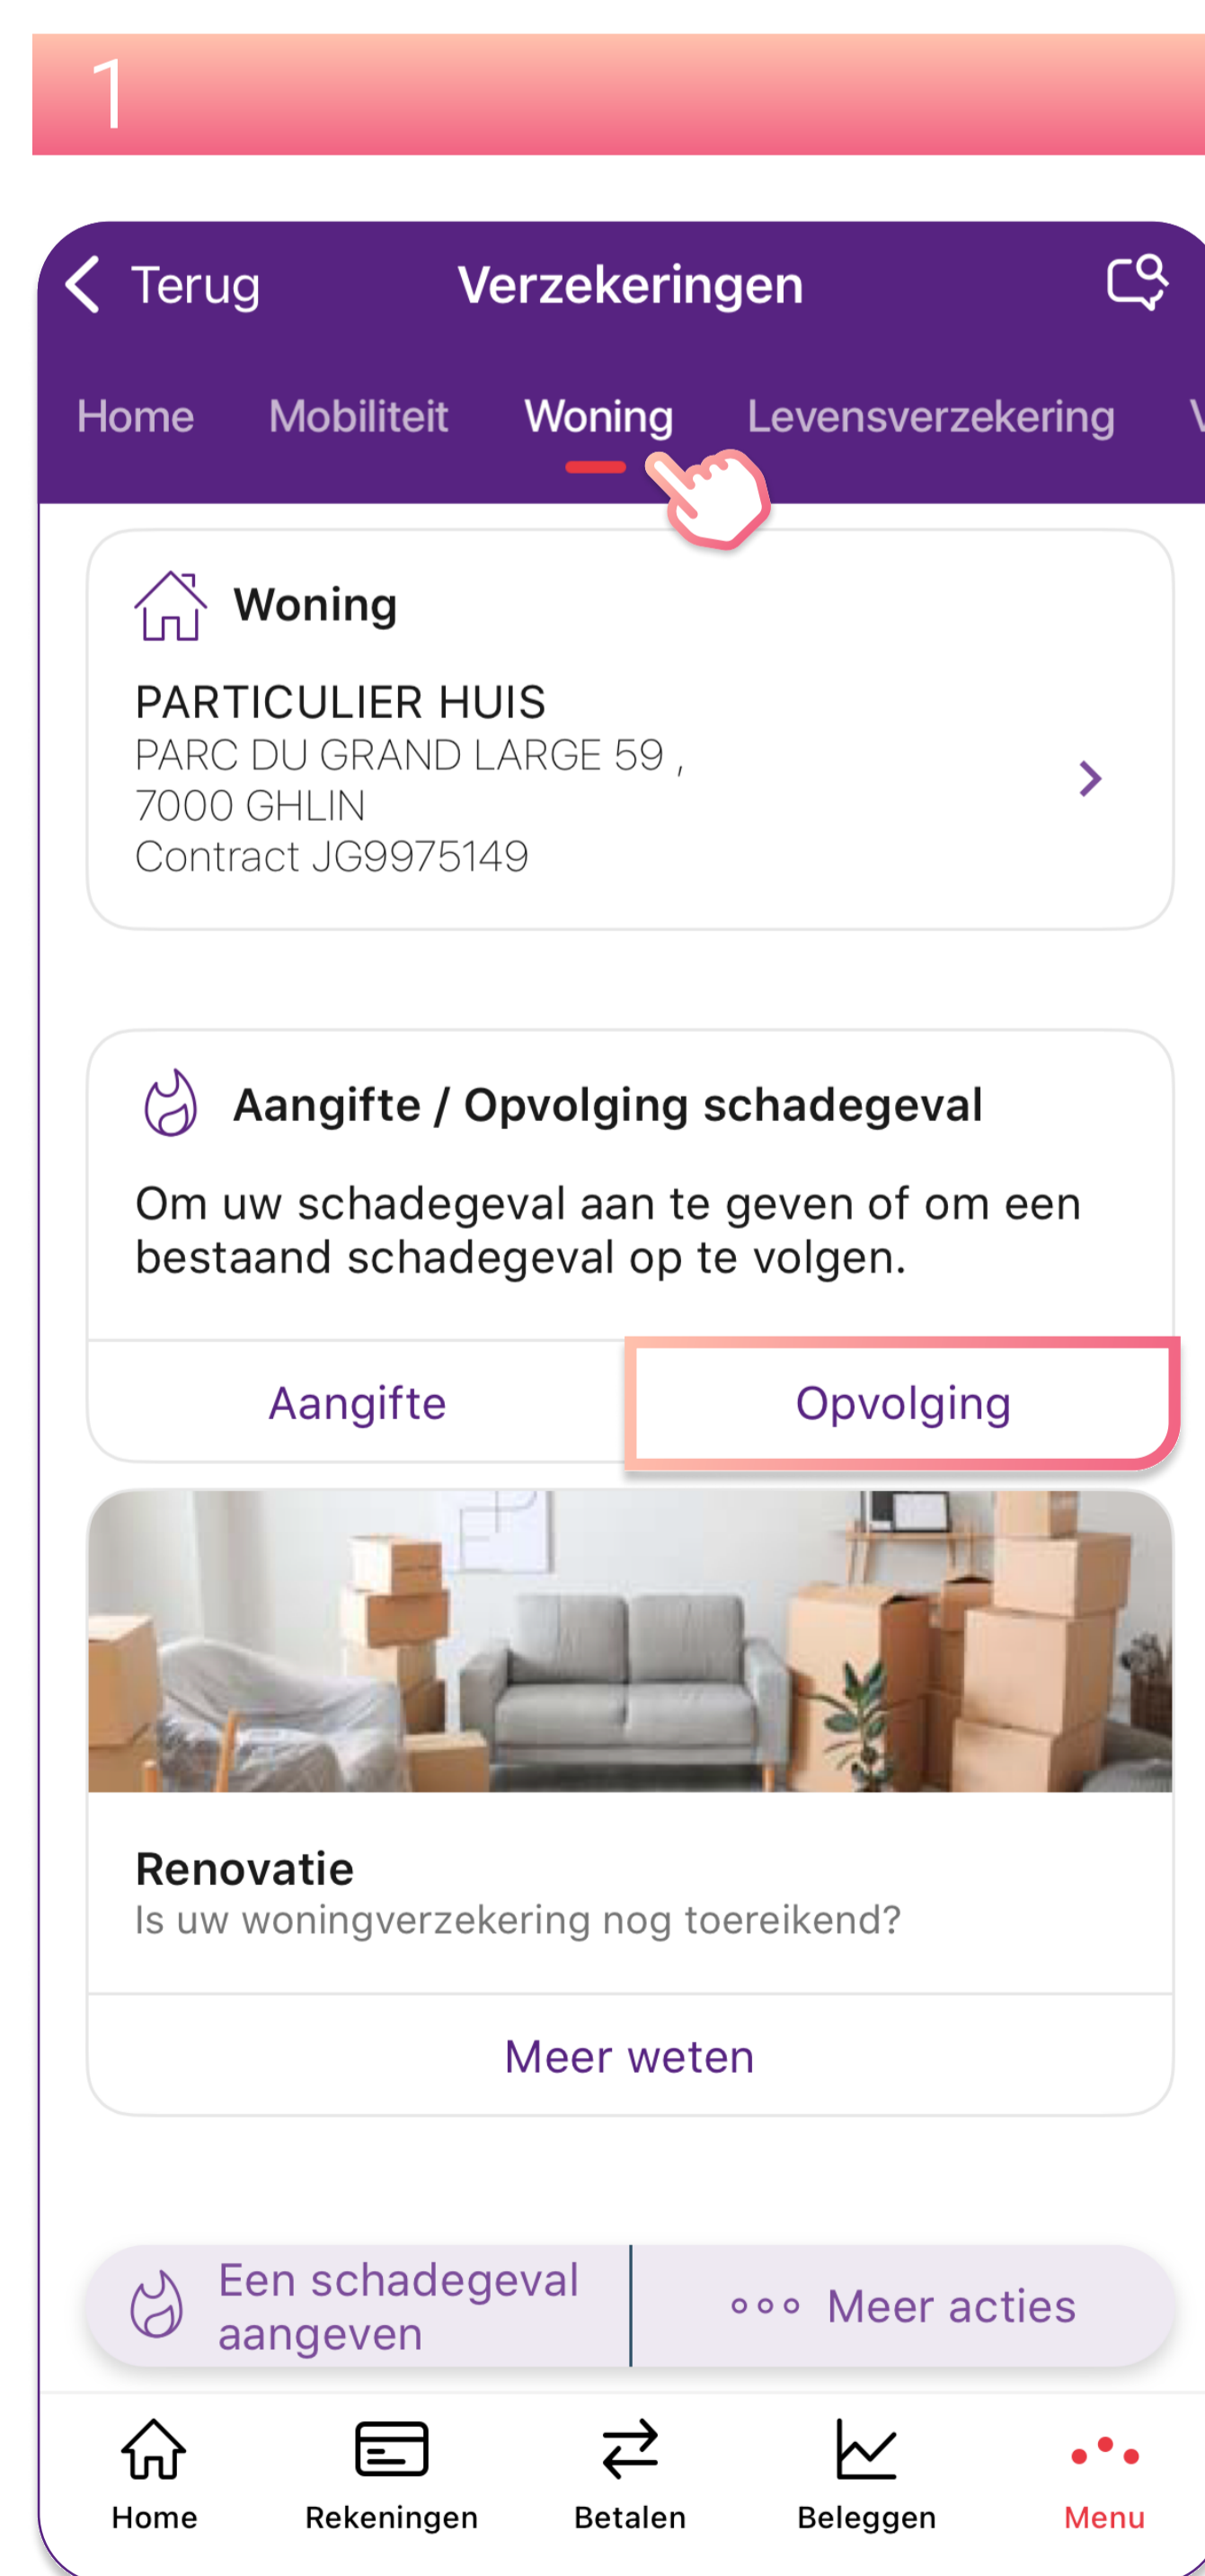 1
Terug
Verzekeringen
Home
Mobiliteit
Woning
Levensverzekering
Woning
PARTICULIER HUIS
PARC DU GRAND LARGE 59 ,
7000 GHLIN
Contract JG9975149
Aangifte / Opvolging schadegeval
Om uw schadegeval aan te geven of om een
bestaand schadegeval op te volgen.
Aangifte
Opvolging
Renovatie
Is uw woningverzekering nog toereikend?
Meer weten
Een schadegeval
aangeven
Meer acties
Home
Rekeningen
Betalen
Beleggen
Menu